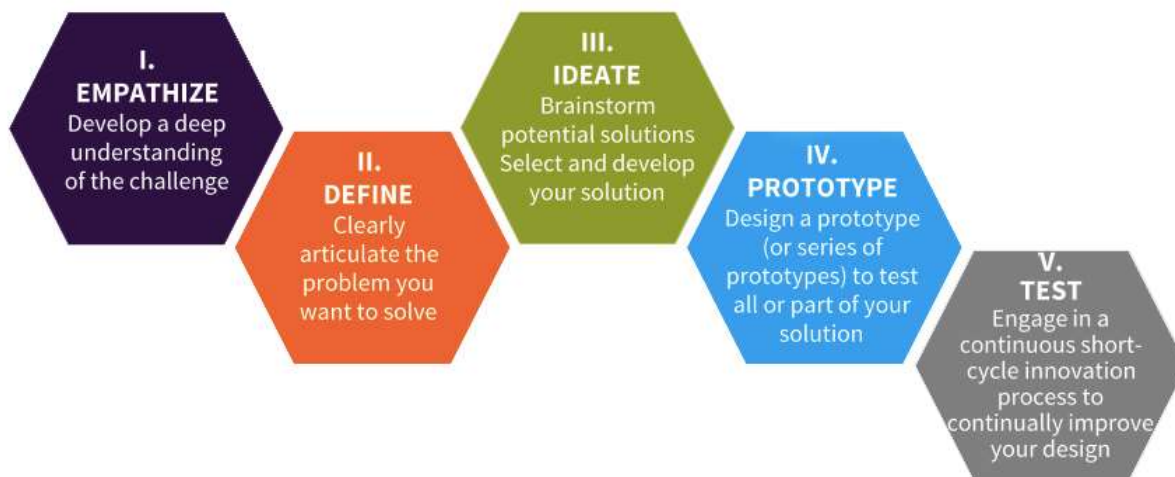 I.
EMPATHIZE
Develop a deep
understanding
of the challenge
II.
DEFINE
Clearly
articulate the
problem you
want to solve
III.
IDEATE
Brainstorm
potential solutions
Select and develop
your solution
IV.
PROTOTYPE
Design a prototype
(or series of
prototypes) to test
all or part of your
solution
V.
TEST
Engage in a
continuous short-
cycle innovation
process to
continually improve
your design